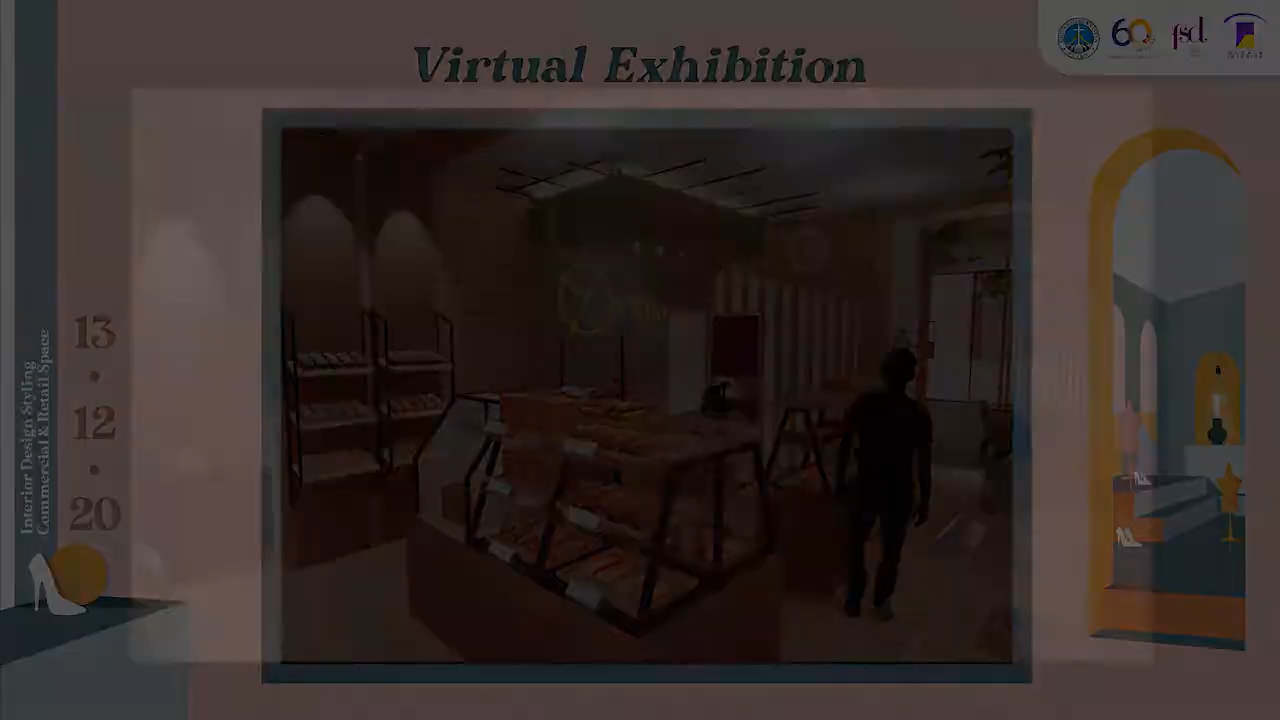 Virtual Exhibition
60
fsd
13
12
20
Interior Design Styling
Commercial & Retail Space